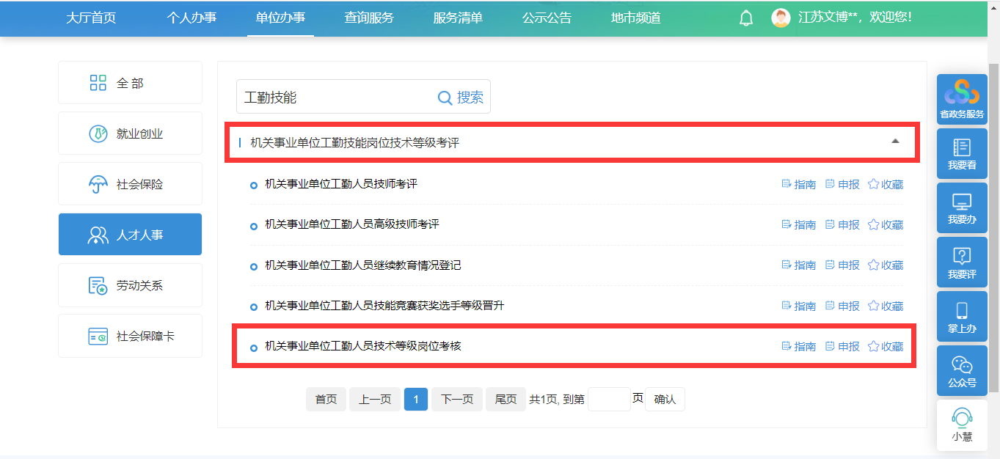 大厅首页 个人办事 单位办事 查询服务 服务清单 公示公告 地市频道 江苏文博**，欢迎您!
全 部
就业创业
社会保险
人才人事
劳动关系
社会保障卡
工勤技能 搜索
机关事业单位工勤技能岗位技术等级考评
机关事业单位工勤人员技师考评 指南 申报 收藏
机关事业单位工勤人员高级技师考评 指南 申报 收藏
机关事业单位工勤人员继续教育情况登记 指南 申报 收藏
机关事业单位工勤人员技能竞赛获奖选手等级晋升 指南 申报 收藏
机关事业单位工勤人员技术等级岗位考核 指南 申报 收藏
首页 上一页 1 下一页 尾页 共1页, 到第 页 确认
省政务服务
我要看
我要办
我要评
掌上办
公众号
小慧